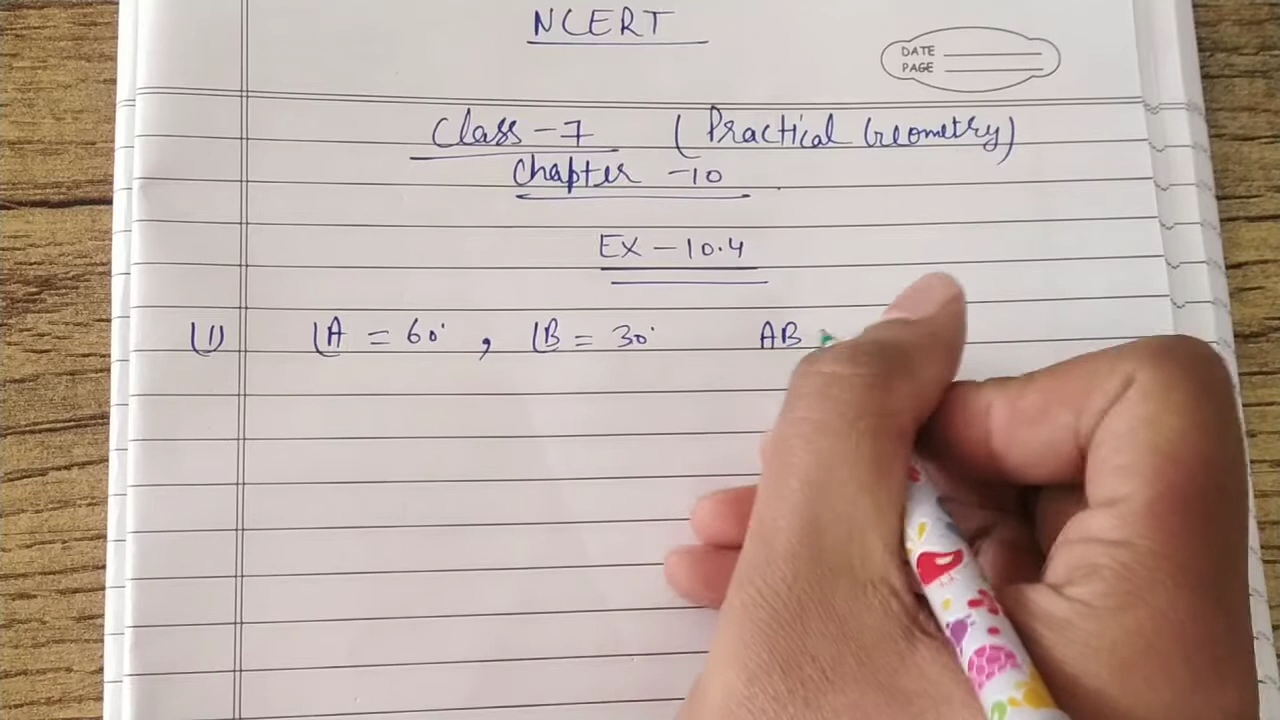 NCERT
DATE
PAGE
Class - 7 (Practical Geometry)
Chapter - 10
EX - 10.4
(1) ∠A = 60°, ∠B = 30° AB